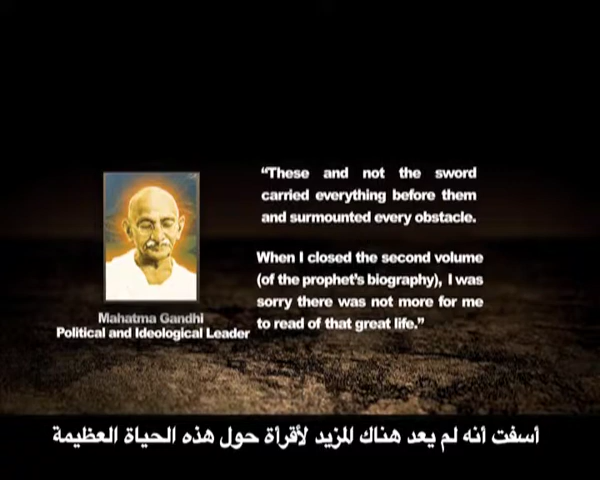 “These and not the sword
carried everything before them
and surmounted every obstacle.
When I closed the second volume
(of the prophet's biography), I was
sorry there was not more for me
to read of that great life.”
Mahatma Gandhi
Political and Ideological Leader
أسفت أنه لم يعد هناك المزيد لأقرأة حول هذه الحياة العظيمة